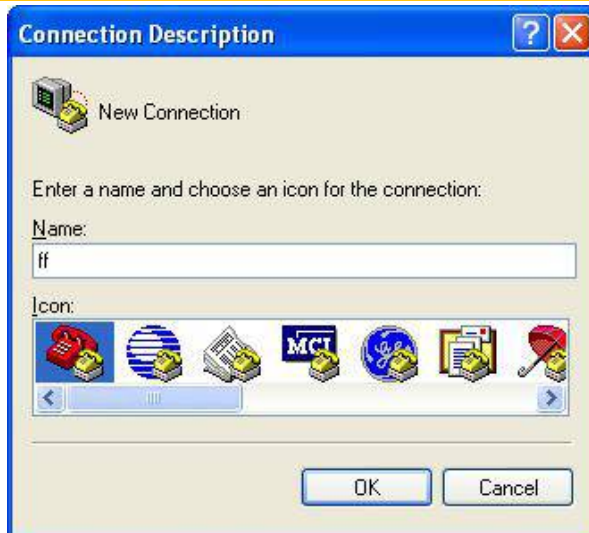 Connection Description
New Connection
Enter a name and choose an icon for the connection:
Name:
ff
Icon:
MCI
OK Cancel